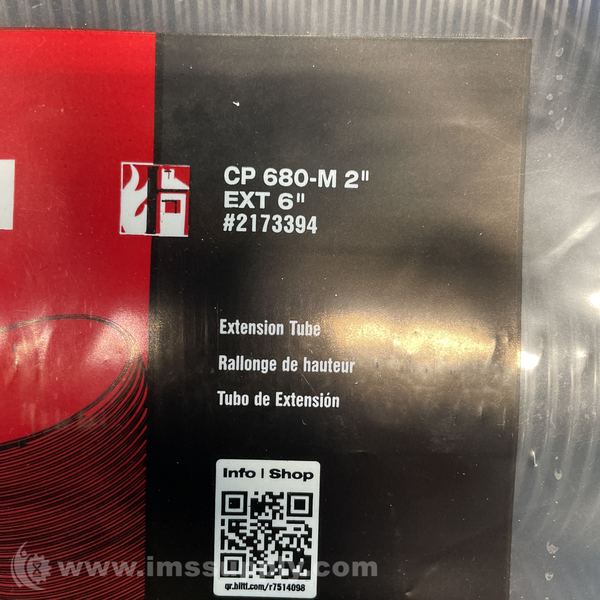 CP 680-M 2"
EXT 6"
#2173394
Extension Tube
Rallonge de hauteur
Tubo de Extensión
Info | Shop
qr.hilti.com/r7514098
www.imssupply.com